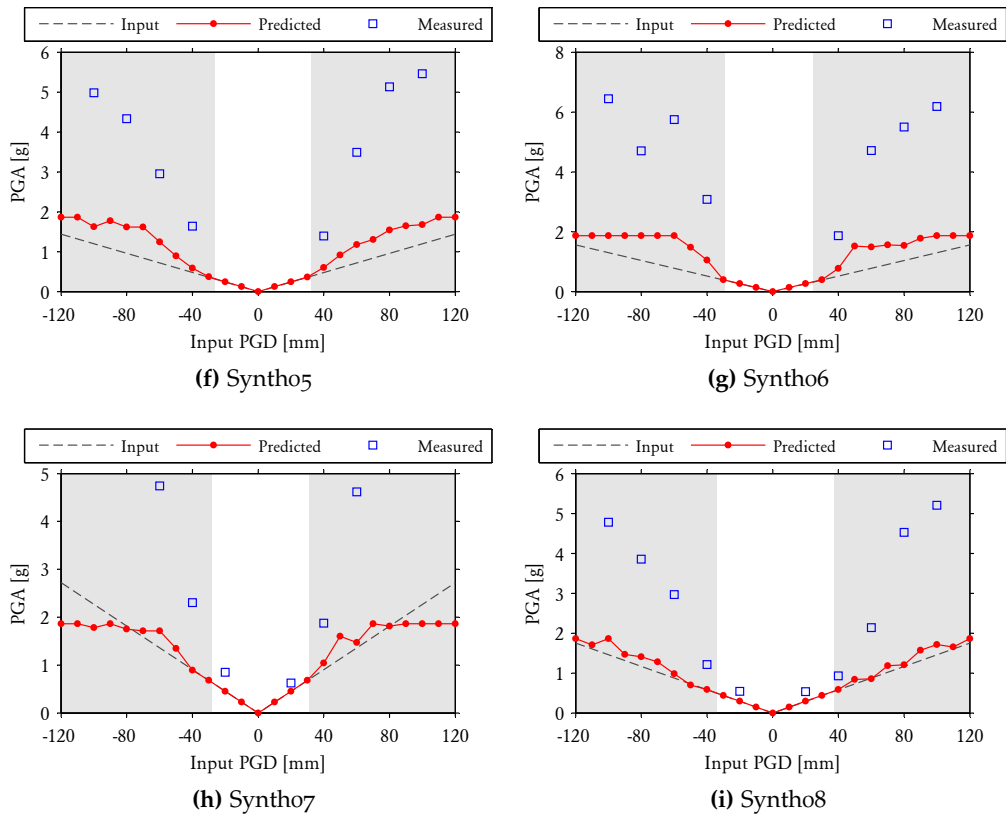 Input Predicted Measured
Input Predicted Measured
6
5
4
3
2
1
0
PGA [g]
-120 -80 -40 0 40 80 120
Input PGD [mm]
(f) Synth05
8
6
4
2
0
PGA [g]
-120 -80 -40 0 40 80 120
Input PGD [mm]
(g) Synth06
Input Predicted Measured
Input Predicted Measured
5
4
3
2
1
0
PGA [g]
-120 -80 -40 0 40 80 120
Input PGD [mm]
(h) Synth07
6
5
4
3
2
1
0
PGA [g]
-120 -80 -40 0 40 80 120
Input PGD [mm]
(i) Synth08